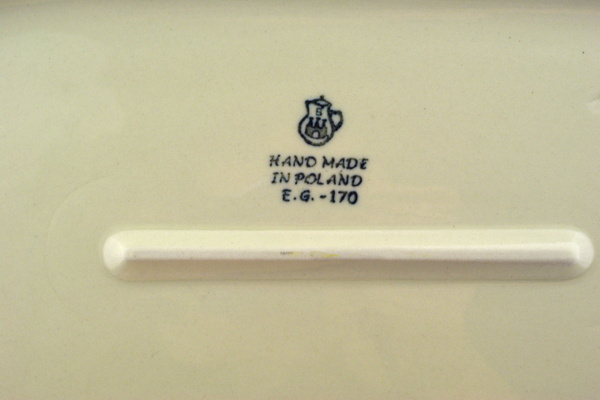 HAND MADE
IN POLAND
E.G. -170